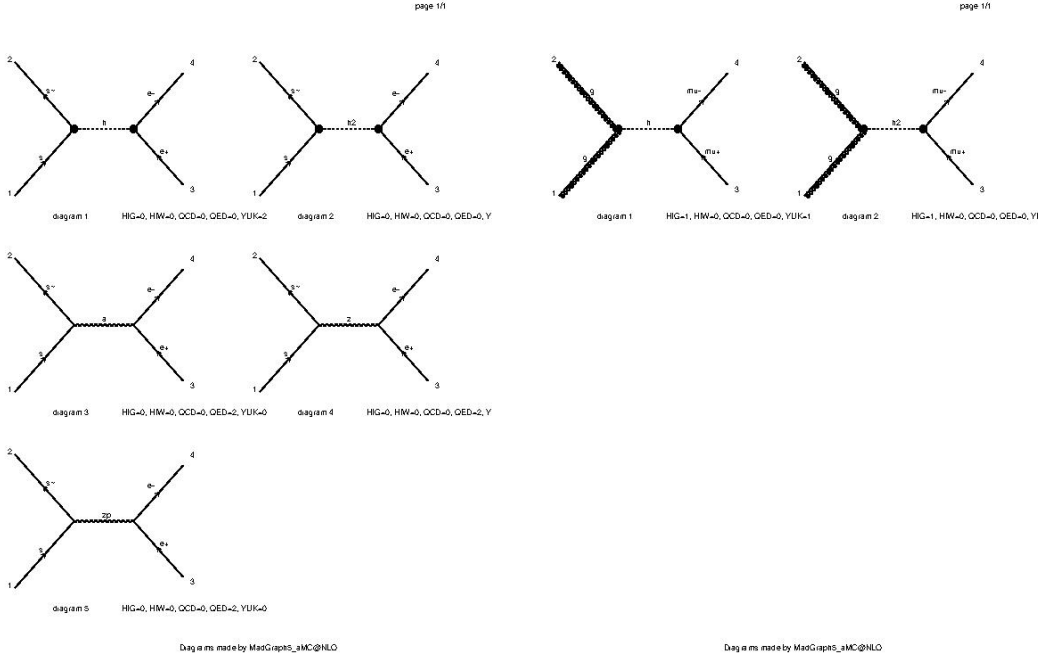 page 1/1
2
4
s~
e-
h
s
e+
1
3
diagram 1 HIG=0, HIW=0, QCD=0, QED=0, YUK=2
2
4
s~
e-
h2
s
e+
1
3
diagram 2 HIG=0, HIW=0, QCD=0, QED=0, Y
2
4
s~
e-
a
s
e+
1
3
diagram 3 HIG=0, HIW=0, QCD=0, QED=2, YUK=0
2
4
s~
e-
z
s
e+
1
3
diagram 4 HIG=0, HIW=0, QCD=0, QED=2, Y
2
4
s~
e-
zp
s
e+
1
3
diagram 5 HIG=0, HIW=0, QCD=0, QED=2, YUK=0
Diagrams made by MadGraph5_aMC@NLO
page 1/1
2
4
g
mu-
h
g
mu+
1
3
diagram 1 HIG=1, HIW=0, QCD=0, QED=0, YUK=1
2
4
g
mu-
h2
g
mu+
1
3
diagram 2 HIG=1, HIW=0, QCD=0, QED=0, YU
Diagrams made by MadGraph5_aMC@NLO